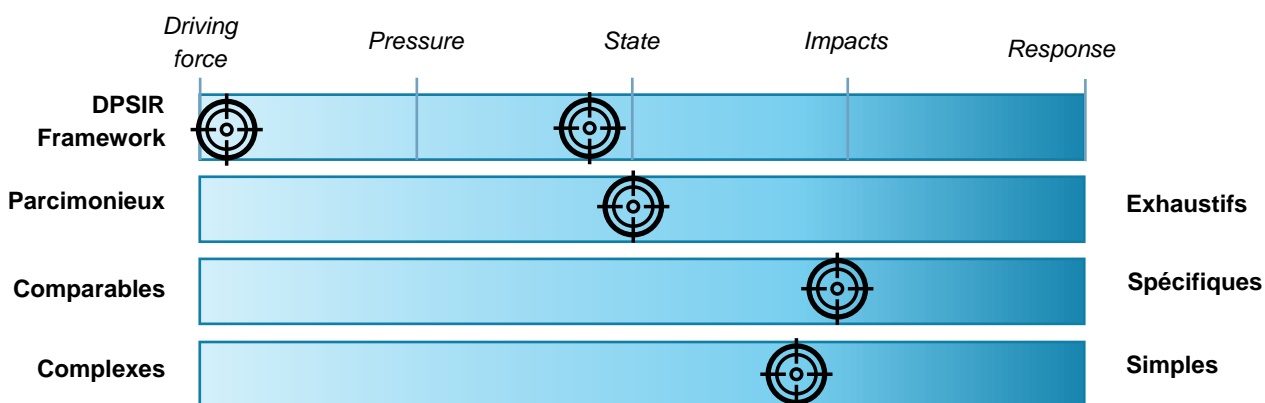 Driving
force
Pressure
State
Impacts
Response
DPSIR
Framework
Parcimonieux
Exhaustifs
Comparables
Spécifiques
Complexes
Simples